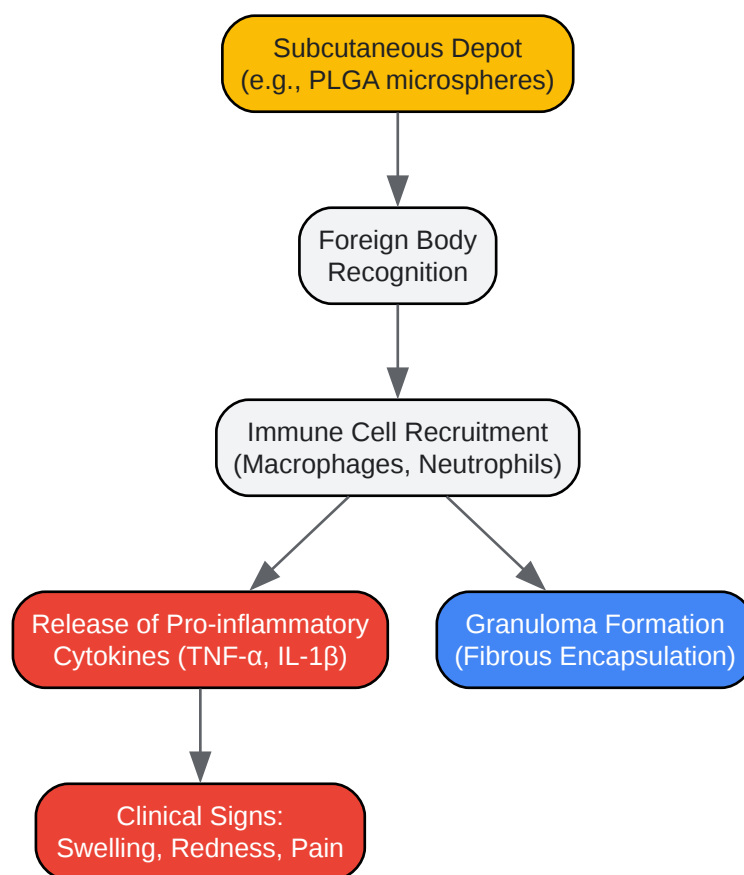 Subcutaneous Depot
(e.g., PLGA microspheres)
Foreign Body
Recognition
Immune Cell Recruitment
(Macrophages, Neutrophils)
Release of Pro-inflammatory
Cytokines (TNF-α, IL-1β)
Granuloma Formation
(Fibrous Encapsulation)
Clinical Signs:
Swelling, Redness, Pain